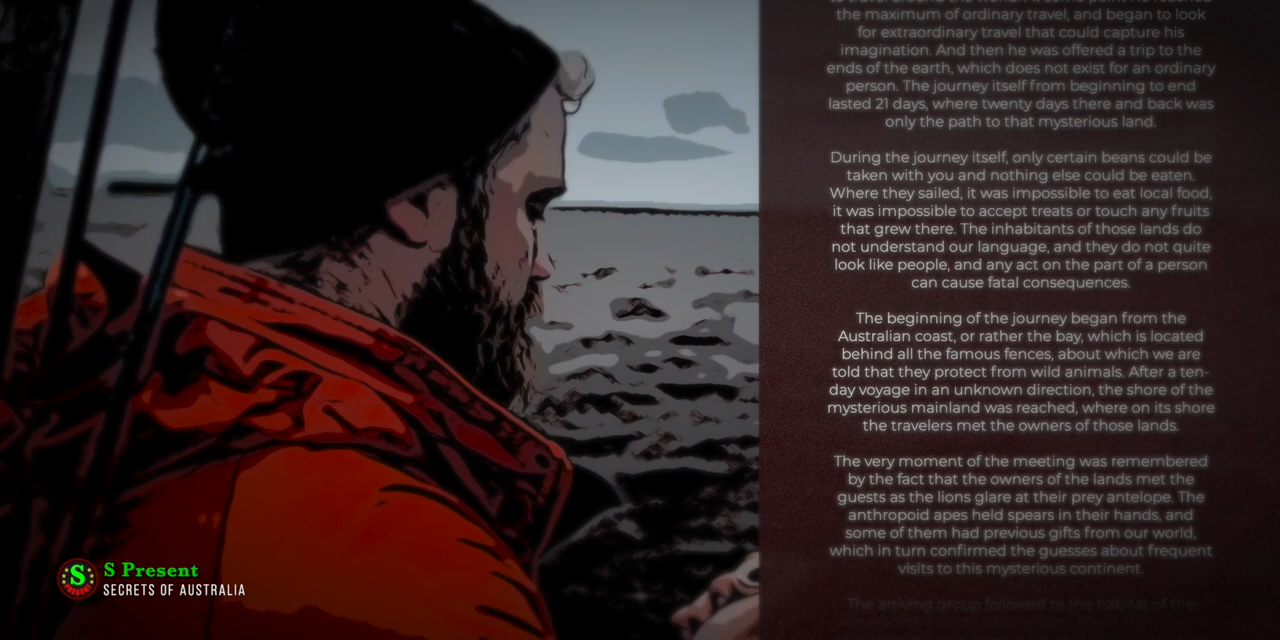 the maximum of ordinary travel, and began to look
for extraordinary travel that could capture his
imagination. And then he was offered a trip to the
ends of the earth, which does not exist for an ordinary
person. The journey itself from beginning to end
lasted 21 days, where twenty days there and back was
only the path to that mysterious land.
During the journey itself, only certain beans could be
taken with you and nothing else could be eaten.
Where they sailed, it was impossible to eat local food,
it was impossible to accept treats or touch any fruits
that grew there. The inhabitants of those lands do
not understand our language, and they do not quite
look like people, and any act on the part of a person
can cause fatal consequences.
The beginning of the journey began from the
Australian coast, or rather the bay, which is located
behind all the famous fences, about which we are
told that they protect from wild animals. After a ten-
day voyage in an unknown direction, the shore of the
mysterious mainland was reached, where on its shore
the travelers met the owners of those lands.
The very moment of the meeting was remembered
by the fact that the owners of the lands met the
guests as the lions glare at their prey antelope. The
anthropoid apes held spears in their hands, and
some of them had previous gifts from our world,
which in turn confirmed the guesses about frequent
visits to this mysterious continent.
The arriving group followed to the habitat of the
S
S Present
SECRETS OF AUSTRALIA